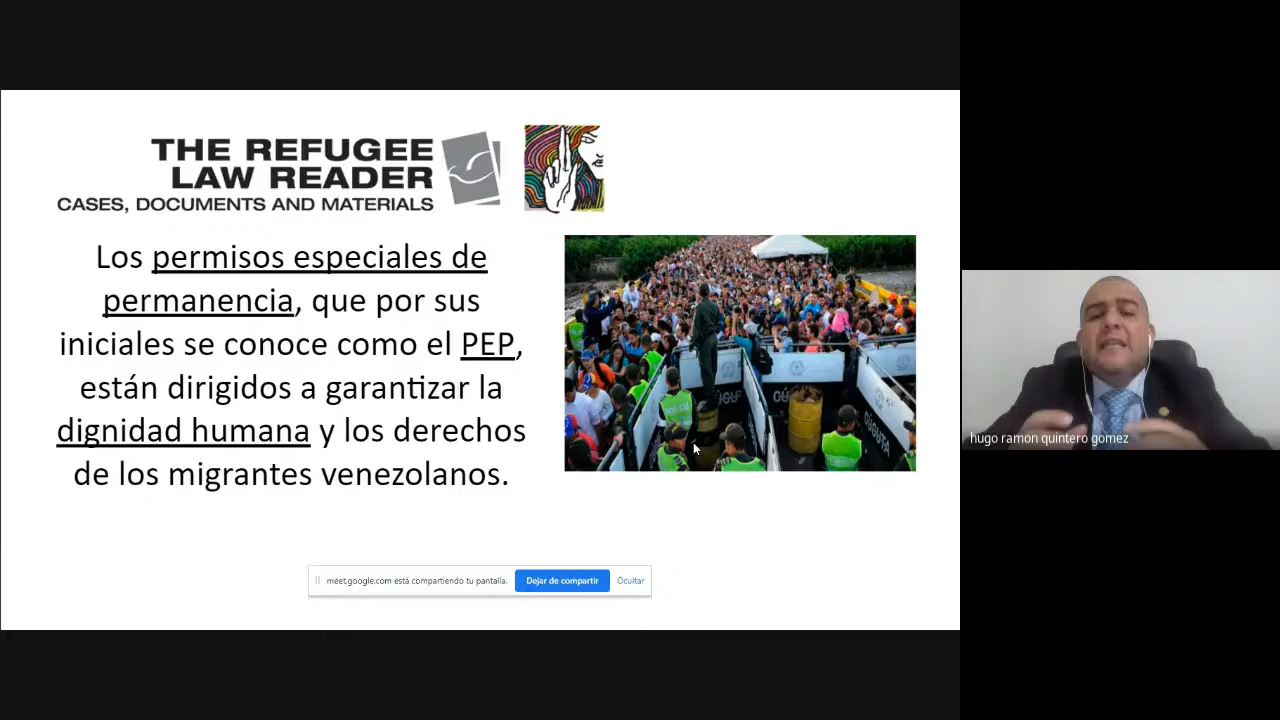 THE REFUGEE
LAW READER
CASES, DOCUMENTS AND MATERIALS
Los permisos especiales de
permanencia, que por sus
iniciales se conoce como el PEP,
están dirigidos a garantizar la
dignidad humana y los derechos
de los migrantes venezolanos.
CÚCUTA
hugo ramon quintero gomez
meet.google.com está compartiendo tu pantalla.
Dejar de compartir
Ocultar